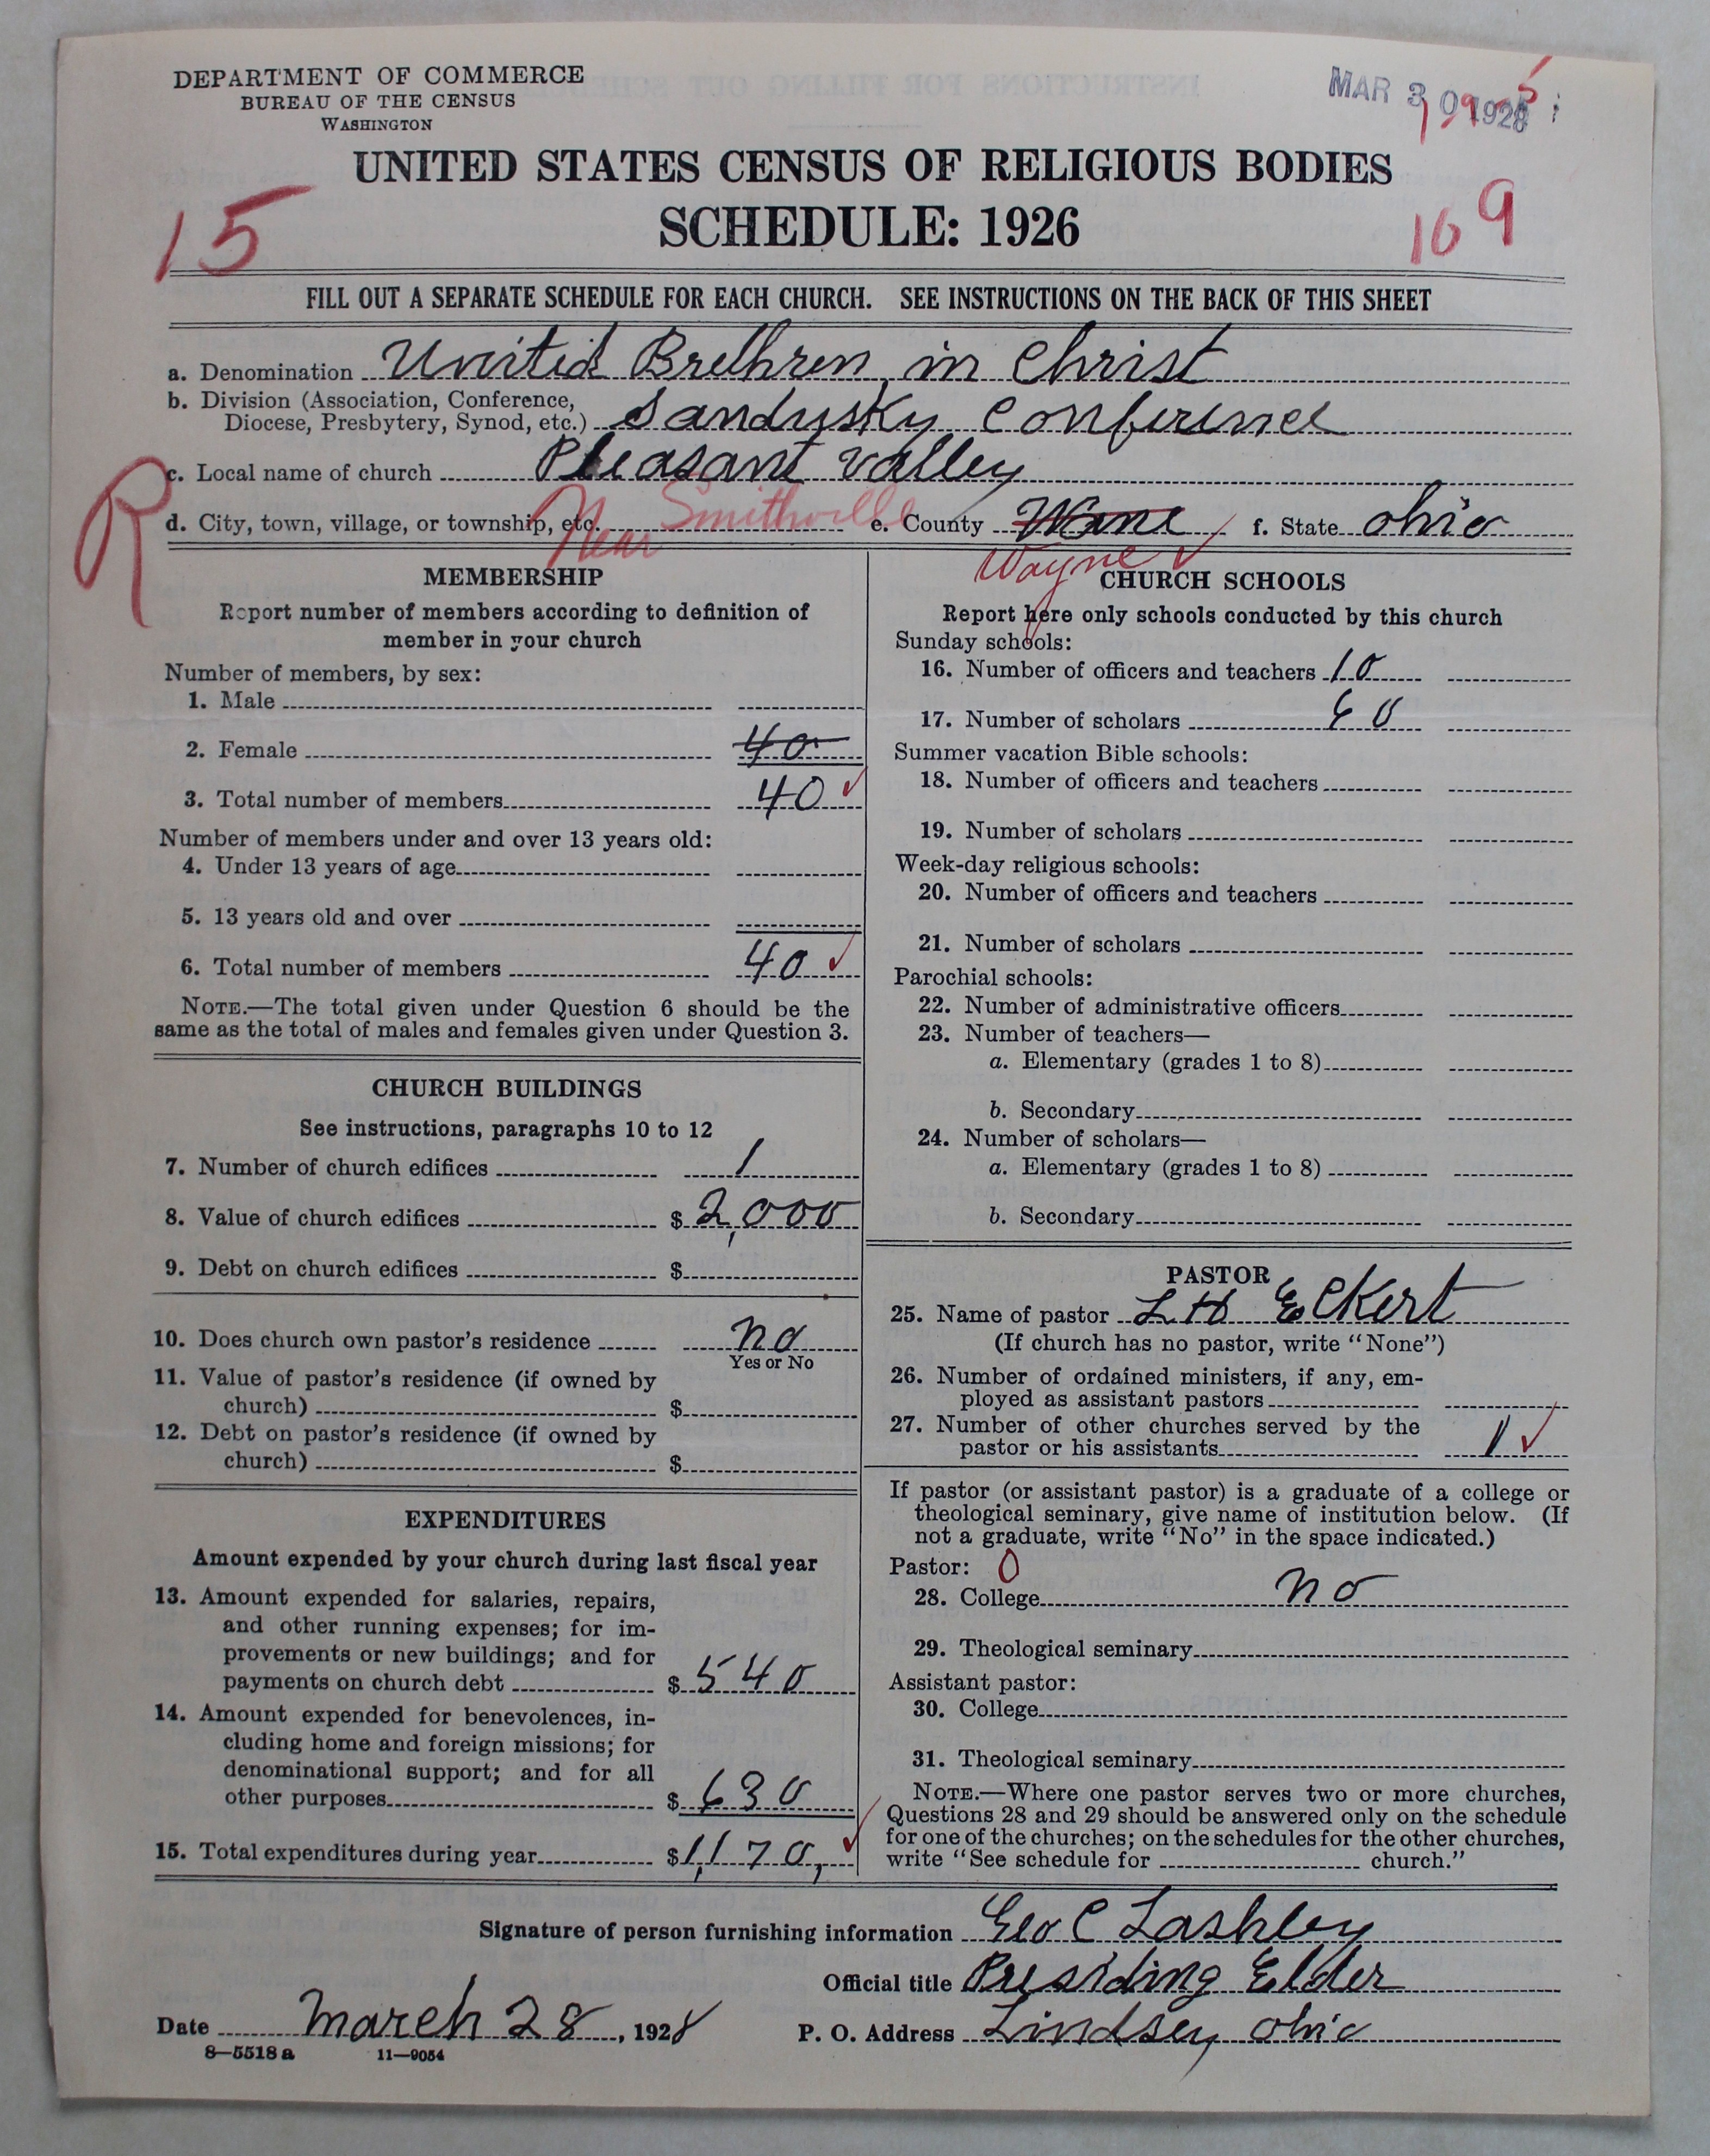 DEPARTMENT OF COMMERCE
BUREAU OF THE CENSUS
WASHINGTON
MAR 30 1928
UNITED STATES CENSUS OF RELIGIOUS BODIES
SCHEDULE: 1926
15
169
FILL OUT A SEPARATE SCHEDULE FOR EACH CHURCH. SEE INSTRUCTIONS ON THE BACK OF THIS SHEET
a. Denomination United Brethren in Christ
b. Division (Association, Conference,
Diocese, Presbytery, Synod, etc.) Sandusky Conference
c. Local name of church Pleasant Valley
R
d. City, town, village, or township, etc. Near Smithville e. County Wane f. State Ohio
Wayne
MEMBERSHIP
Report number of members according to definition of
member in your church
Number of members, by sex:
1. Male
2. Female 40
3. Total number of members 40
Number of members under and over 13 years old:
4. Under 13 years of age
5. 13 years old and over
6. Total number of members 40
NOTE.—The total given under Question 6 should be the
same as the total of males and females given under Question 3.
CHURCH BUILDINGS
See instructions, paragraphs 10 to 12
7. Number of church edifices 1
8. Value of church edifices $ 2,000
9. Debt on church edifices $
10. Does church own pastor's residence no
Yes or No
11. Value of pastor's residence (if owned by
church) $
12. Debt on pastor's residence (if owned by
church) $
EXPENDITURES
Amount expended by your church during last fiscal year
13. Amount expended for salaries, repairs,
and other running expenses; for im-
provements or new buildings; and for
payments on church debt $ 540
14. Amount expended for benevolences, in-
cluding home and foreign missions; for
denominational support; and for all
other purposes $ 630
15. Total expenditures during year $ 1,170,
CHURCH SCHOOLS
Report here only schools conducted by this church
Sunday schools:
16. Number of officers and teachers 10
17. Number of scholars 60
Summer vacation Bible schools:
18. Number of officers and teachers
19. Number of scholars
Week-day religious schools:
20. Number of officers and teachers
21. Number of scholars
Parochial schools:
22. Number of administrative officers
23. Number of teachers—
a. Elementary (grades 1 to 8)
b. Secondary
24. Number of scholars—
a. Elementary (grades 1 to 8)
b. Secondary
PASTOR
25. Name of pastor L H Eckert
(If church has no pastor, write "None")
26. Number of ordained ministers, if any, em-
ployed as assistant pastors
27. Number of other churches served by the
pastor or his assistants 1
If pastor (or assistant pastor) is a graduate of a college or
theological seminary, give name of institution below. (If
not a graduate, write "No" in the space indicated.)
Pastor: 0
28. College no
29. Theological seminary
Assistant pastor:
30. College
31. Theological seminary
NOTE.—Where one pastor serves two or more churches,
Questions 28 and 29 should be answered only on the schedule
for one of the churches; on the schedules for the other churches,
write "See schedule for church."
Signature of person furnishing information Geo C Lashley
Official title Presiding Elder
Date March 28, 1928 P. O. Address Lindsey Ohio
8—5518a 11—9054